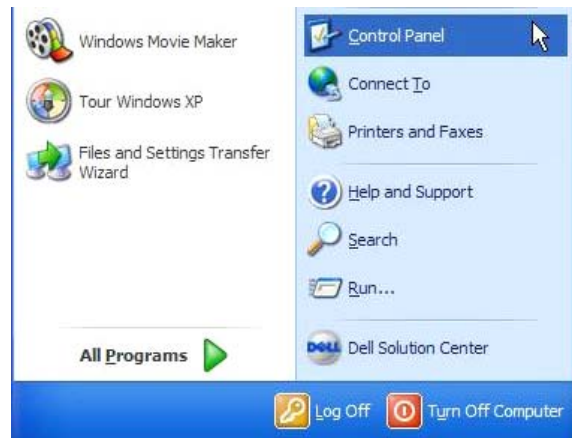 Windows Movie Maker
Tour Windows XP
Files and Settings Transfer
Wizard
All Programs
Control Panel
Connect To
Printers and Faxes
Help and Support
Search
Run...
DELL
Dell Solution Center
Log Off
Turn Off Computer